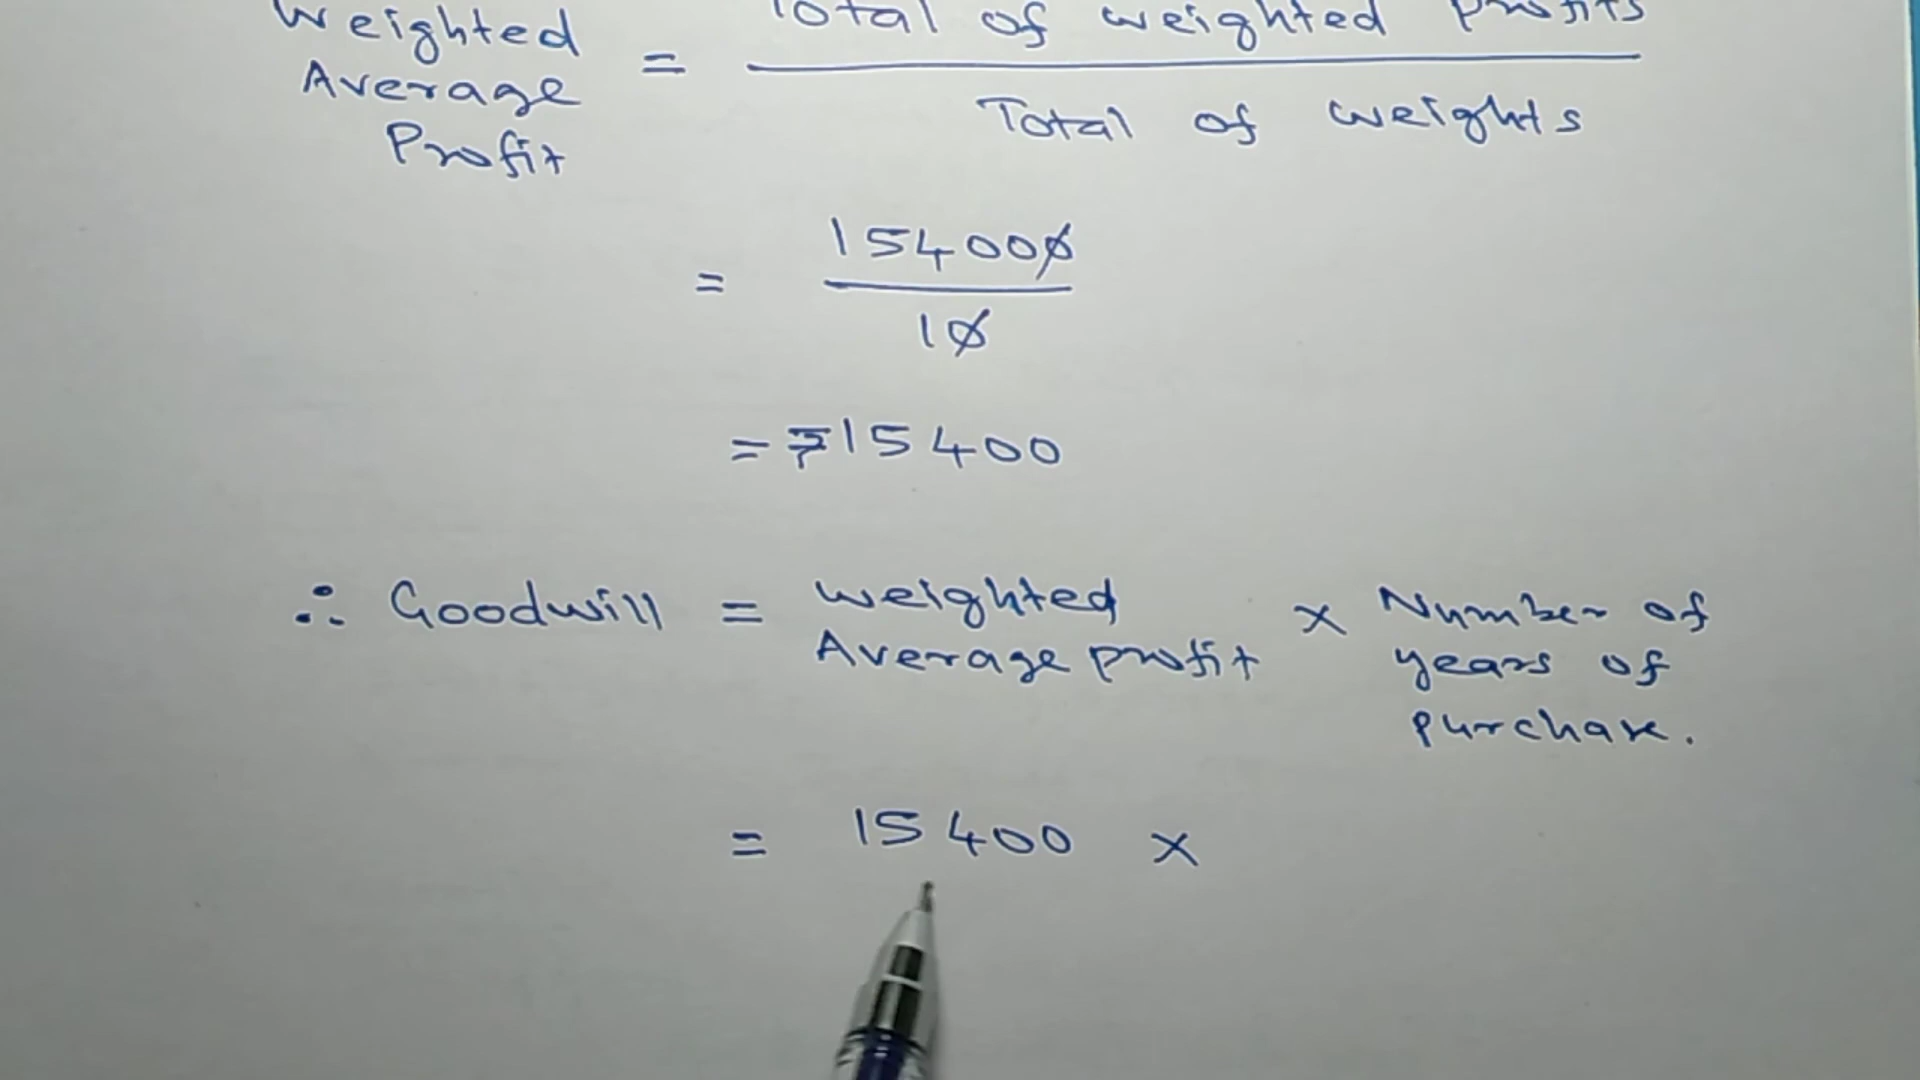 Weighted Average Profit = Total of weighted profits / Total of weights
= 154000 / 10
= ₹15400
∴ Goodwill = weighted Average profit × Number of years of purchase.
= 15400 ×